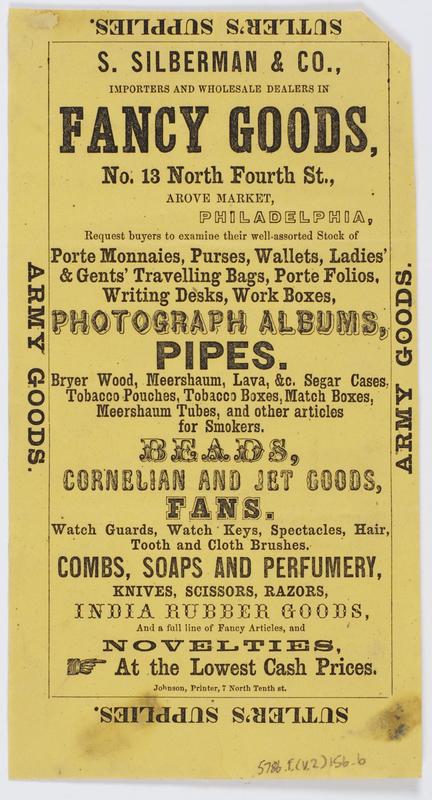 SUTLER'S SUPPLIES.
S. SILBERMAN & CO.,
IMPORTERS AND WHOLESALE DEALERS IN
FANCY GOODS,
No. 13 North Fourth St.,
AROVE MARKET,
PHILADELPHIA,
Request buyers to examine their well-assorted Stock of
Porte Monnaies, Purses, Wallets, Ladies'
& Gents' Travelling Bags, Porte Folios,
Writing Desks, Work Boxes,
PHOTOGRAPH ALBUMS,
PIPES.
Bryer Wood, Meershaum, Lava, &c. Segar Cases,
Tobacco Pouches, Tobacco Boxes, Match Boxes,
Meershaum Tubes, and other articles
for Smokers.
BEADS,
CORNELIAN AND JET GOODS,
FANS.
Watch Guards, Watch Keys, Spectacles, Hair,
Tooth and Cloth Brushes.
COMBS, SOAPS AND PERFUMERY,
KNIVES, SCISSORS, RAZORS,
INDIA RUBBER GOODS,
And a full line of Fancy Articles, and
NOVELTIES,
At the Lowest Cash Prices.
Johnson, Printer, 7 North Tenth st.
SUTLER'S SUPPLIES.
ARMY GOODS.
ARMY GOODS.
5786.F.(v.2)156-b